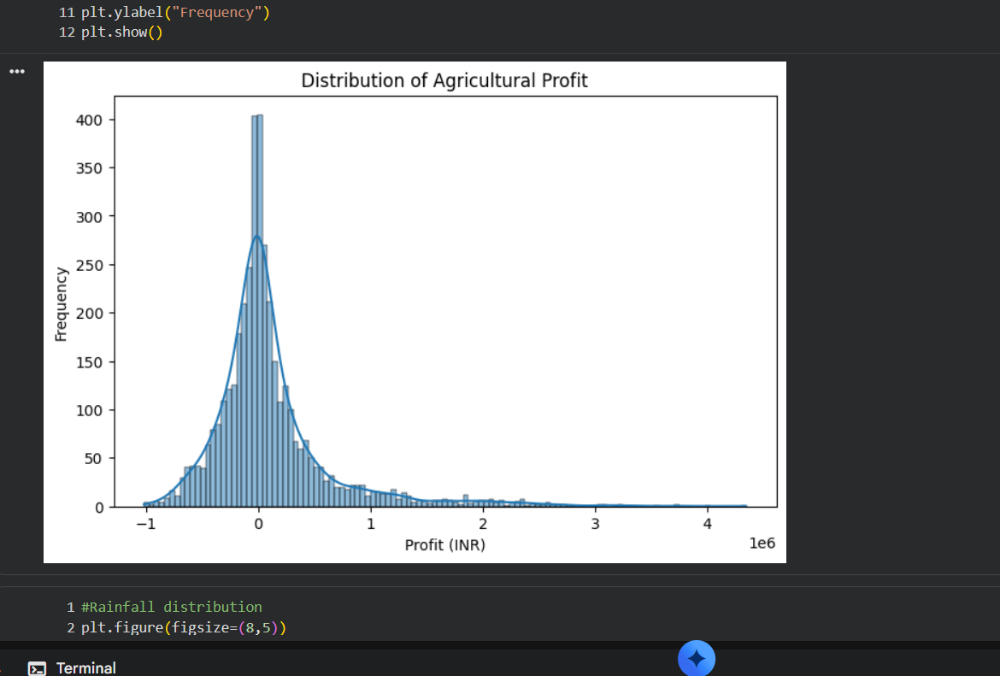 11 plt.ylabel("Frequency")
12 plt.show()
Distribution of Agricultural Profit
400
350
300
250
200
150
100
50
0
Frequency
−1 0 1 2 3 4
1e6
Profit (INR)
1 #Rainfall distribution
2 plt.figure(figsize=(8,5))
Terminal